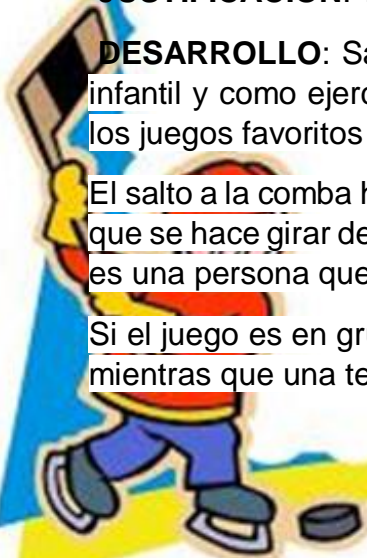 DESARROLLO: Sa
infantil y como ejerc
los juegos favoritos
El salto a la comba h
que se hace girar de
es una persona que
Si el juego es en gru
mientras que una te